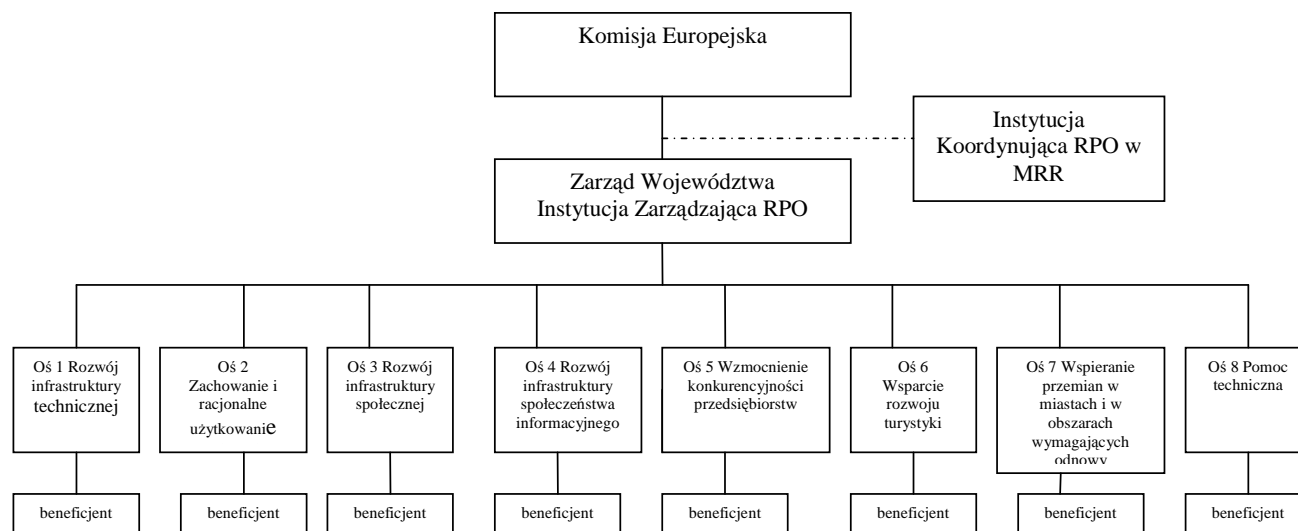 Komisja Europejska
Instytucja
Koordynująca RPO w
MRR
Zarząd Województwa
Instytucja Zarządzająca RPO
Oś 1 Rozwój
infrastruktury
technicznej
Oś 2
Zachowanie i
racjonalne
użytkowanie
Oś 3 Rozwój
infrastruktury
społecznej
Oś 4 Rozwój
infrastruktury
społeczeństwa
informacyjnego
Oś 5 Wzmocnienie
konkurencyjności
przedsiębiorstw
Oś 6
Wsparcie
rozwoju
turystyki
Oś 7 Wspieranie
przemian w
miastach i w
obszarach
wymagających
odnowy
Oś 8 Pomoc
techniczna
beneficjent
beneficjent
beneficjent
beneficjent
beneficjent
beneficjent
beneficjent
beneficjent